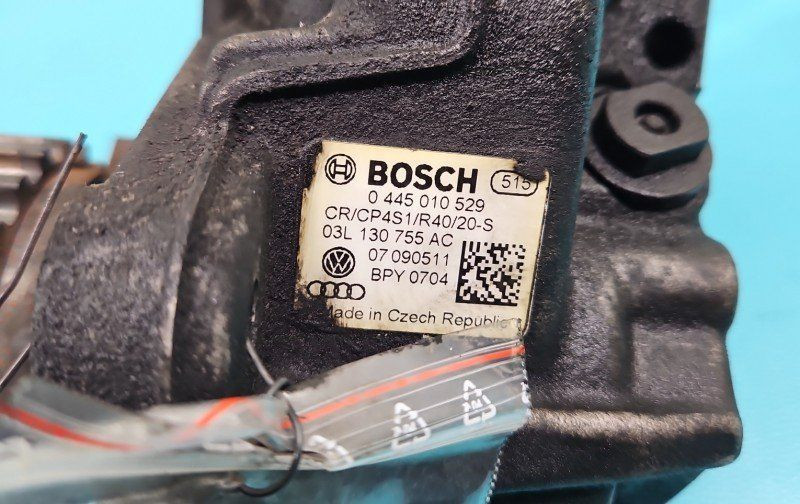 BOSCH 515
0 445 010 529
CR/CP4S1/R40/20-S
03L 130 755 AC
07 090511
BPY 0704
Made in Czech Republic